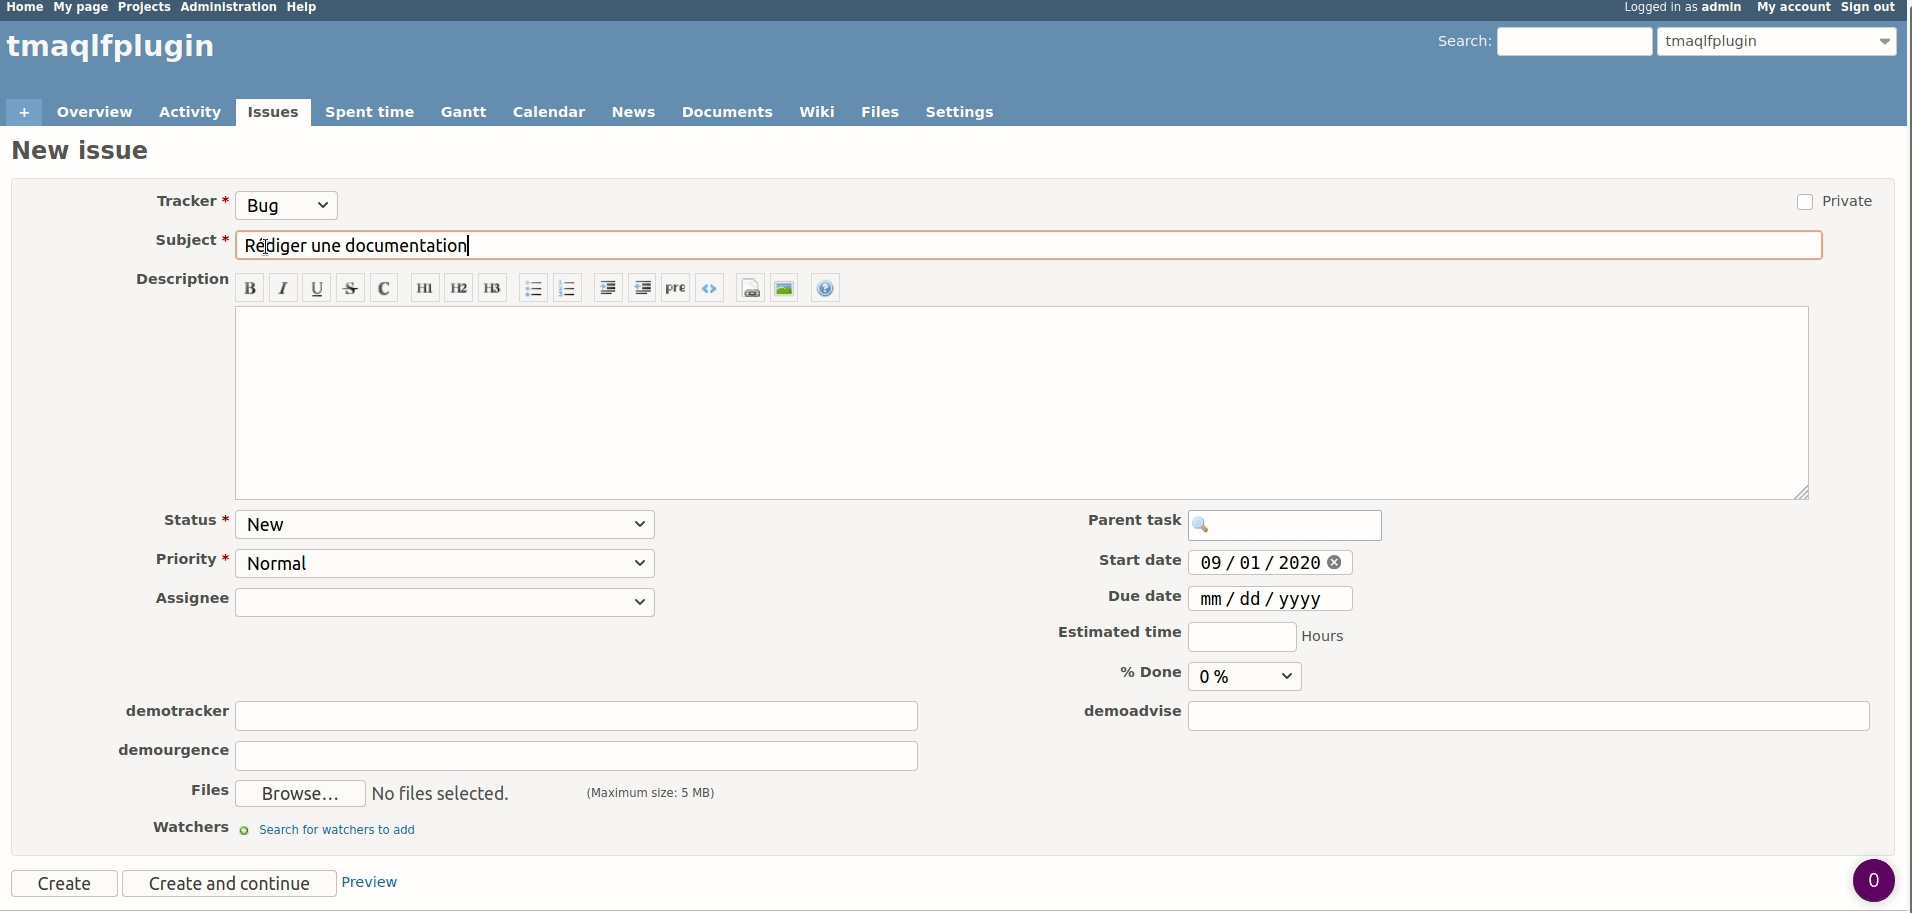 Home My page Projects Administration Help Logged in as admin My account Sign out
tmaqlfplugin Search: tmaqlfplugin
+ Overview Activity Issues Spent time Gantt Calendar News Documents Wiki Files Settings
New issue
Tracker * Bug Private
Subject * Rédiger une documentation
Description B I U S C H1 H2 H3 pre <> ?
Status * New Parent task
Priority * Normal Start date 09 / 01 / 2020
Assignee Due date mm / dd / yyyy
Estimated time Hours
% Done 0 %
demotracker demoadvise
demourgence
Files Browse... No files selected. (Maximum size: 5 MB)
Watchers Search for watchers to add
Create Create and continue Preview 0